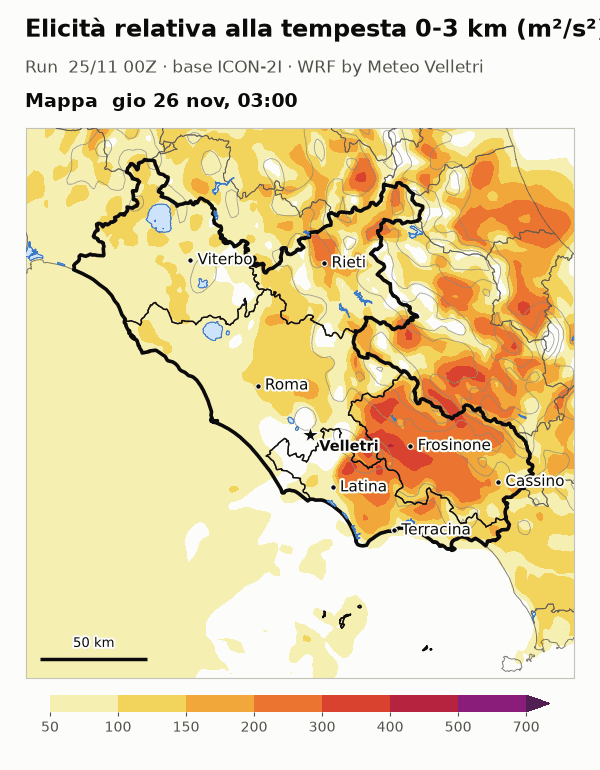 Elicità relativa alla tempesta 0-3 km (m²/s²)
Run 25/11 00Z · base ICON-2I · WRF by Meteo Velletri
Mappa gio 26 nov, 03:00
Viterbo
Rieti
Roma
Velletri
Frosinone
Latina
Cassino
Terracina
50 km
50 100 150 200 300 400 500 700